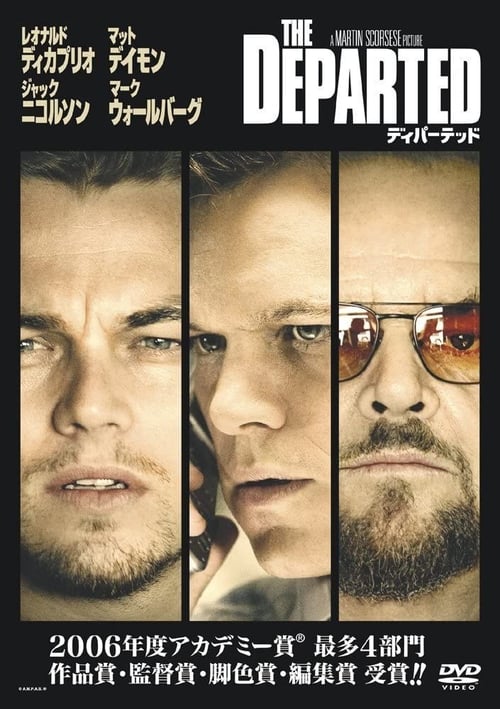 レオナルド
ディカプリオ
マット
デイモン
ジャック
ニコルソン
マーク
ウォールバーグ
THE
A MARTIN SCORSESE PICTURE
DEPARTED
ディパーテッド
2006年度アカデミー賞® 最多4部門
作品賞・監督賞・脚色賞・編集賞 受賞!!
DVD
VIDEO
©A.M.P.A.S.®